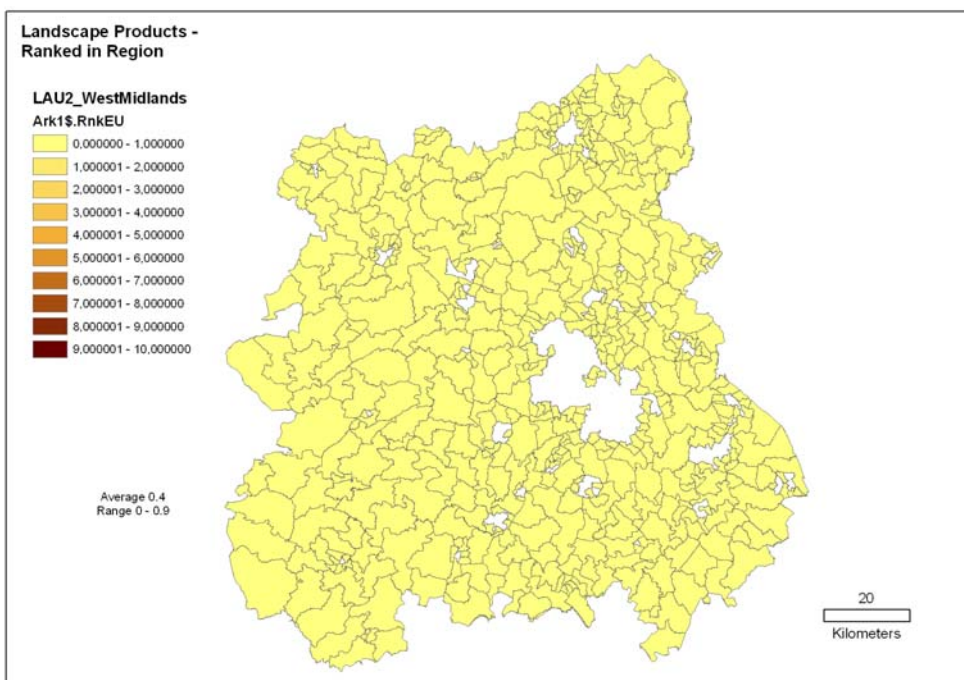 Landscape Products -
Ranked in Region
LAU2_WestMidlands
Ark1$.RnkEU
0,000000 - 1,000000
1,000001 - 2,000000
2,000001 - 3,000000
3,000001 - 4,000000
4,000001 - 5,000000
5,000001 - 6,000000
6,000001 - 7,000000
7,000001 - 8,000000
8,000001 - 9,000000
9,000001 - 10,000000
Average 0.4
Range 0 - 0.9
20
Kilometers